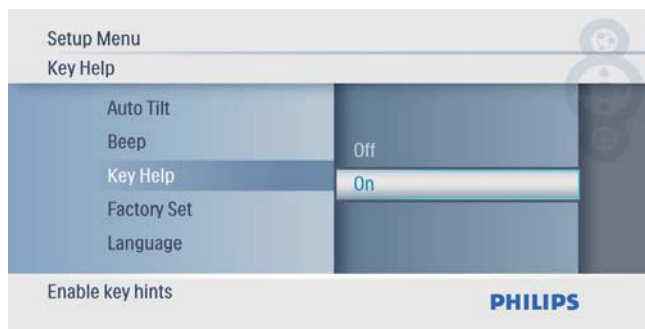 Setup Menu
Key Help
Auto Tilt
Beep
Key Help
Factory Set
Language
Off
On
Enable key hints
PHILIPS